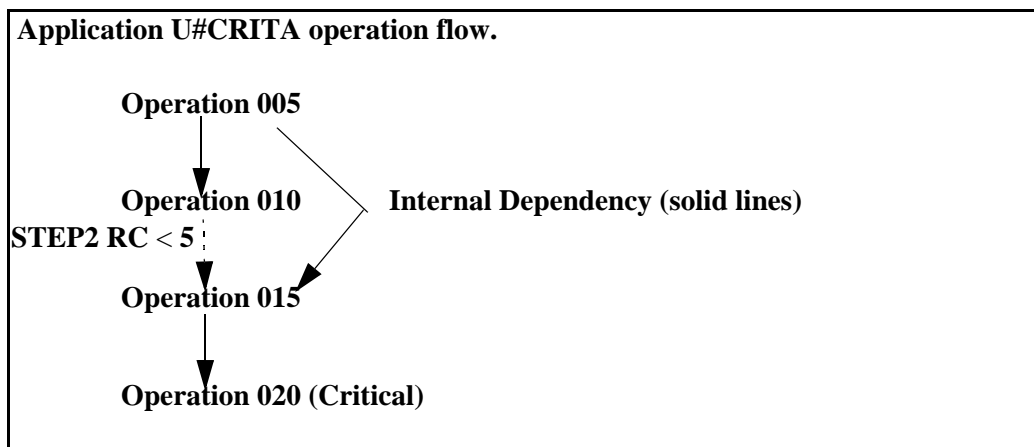 Application U#CRITA operation flow.
Operation 005
Operation 010
Internal Dependency (solid lines)
STEP2 RC < 5
Operation 015
Operation 020 (Critical)